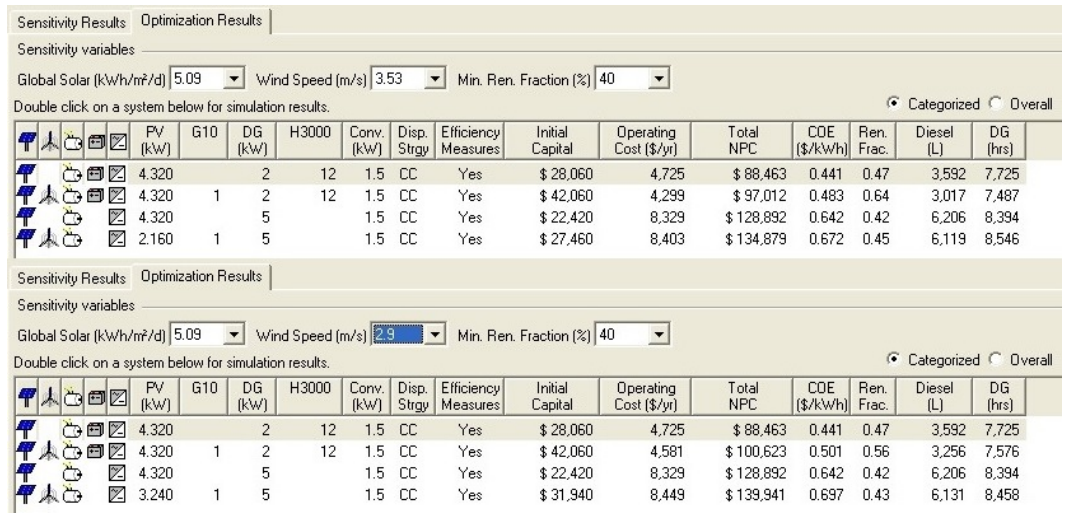 Sensitivity Results Optimization Results
Sensitivity variables
Global Solar (kWh/m²/d) 5.09 Wind Speed (m/s) 3.53 Min. Ren. Fraction (%) 40
Double click on a system below for simulation results. Categorized Overall
PV (kW) G10 DG (kW) H3000 Conv. (kW) Disp. Strgy Efficiency Measures Initial Capital Operating Cost ($/yr) Total NPC COE ($/kWh) Ren. Frac. Diesel (L) DG (hrs)
4.320 2 12 1.5 CC Yes $ 28,060 4,725 $ 88,463 0.441 0.47 3,592 7,725
4.320 1 2 12 1.5 CC Yes $ 42,060 4,299 $ 97,012 0.483 0.64 3,017 7,487
4.320 5 1.5 CC Yes $ 22,420 8,329 $ 128,892 0.642 0.42 6,206 8,394
2.160 1 5 1.5 CC Yes $ 27,460 8,403 $ 134,879 0.672 0.45 6,119 8,546
Sensitivity Results Optimization Results
Sensitivity variables
Global Solar (kWh/m²/d) 5.09 Wind Speed (m/s) 2.9 Min. Ren. Fraction (%) 40
Double click on a system below for simulation results. Categorized Overall
PV (kW) G10 DG (kW) H3000 Conv. (kW) Disp. Strgy Efficiency Measures Initial Capital Operating Cost ($/yr) Total NPC COE ($/kWh) Ren. Frac. Diesel (L) DG (hrs)
4.320 2 12 1.5 CC Yes $ 28,060 4,725 $ 88,463 0.441 0.47 3,592 7,725
4.320 1 2 12 1.5 CC Yes $ 42,060 4,581 $ 100,623 0.501 0.56 3,256 7,576
4.320 5 1.5 CC Yes $ 22,420 8,329 $ 128,892 0.642 0.42 6,206 8,394
3.240 1 5 1.5 CC Yes $ 31,940 8,449 $ 139,941 0.697 0.43 6,131 8,458